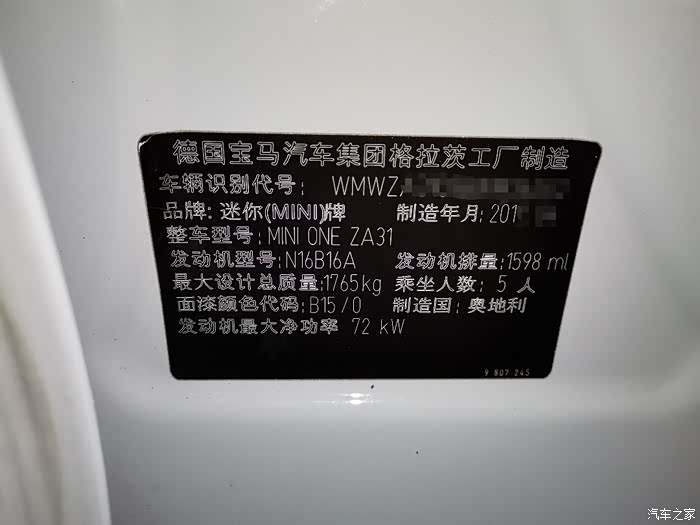 德国宝马汽车集团格拉茨工厂制造
车辆识别代号: WMWZ
品牌: 迷你(MINI)牌 制造年月: 201
整车型号: MINI ONE ZA31
发动机型号: N16B16A 发动机排量: 1598 ml
最大设计总质量: 1765kg 乘坐人数: 5 人
面漆颜色代码: B15/0 制造国: 奥地利
发动机最大净功率 72 kW
9 807 245
汽车之家